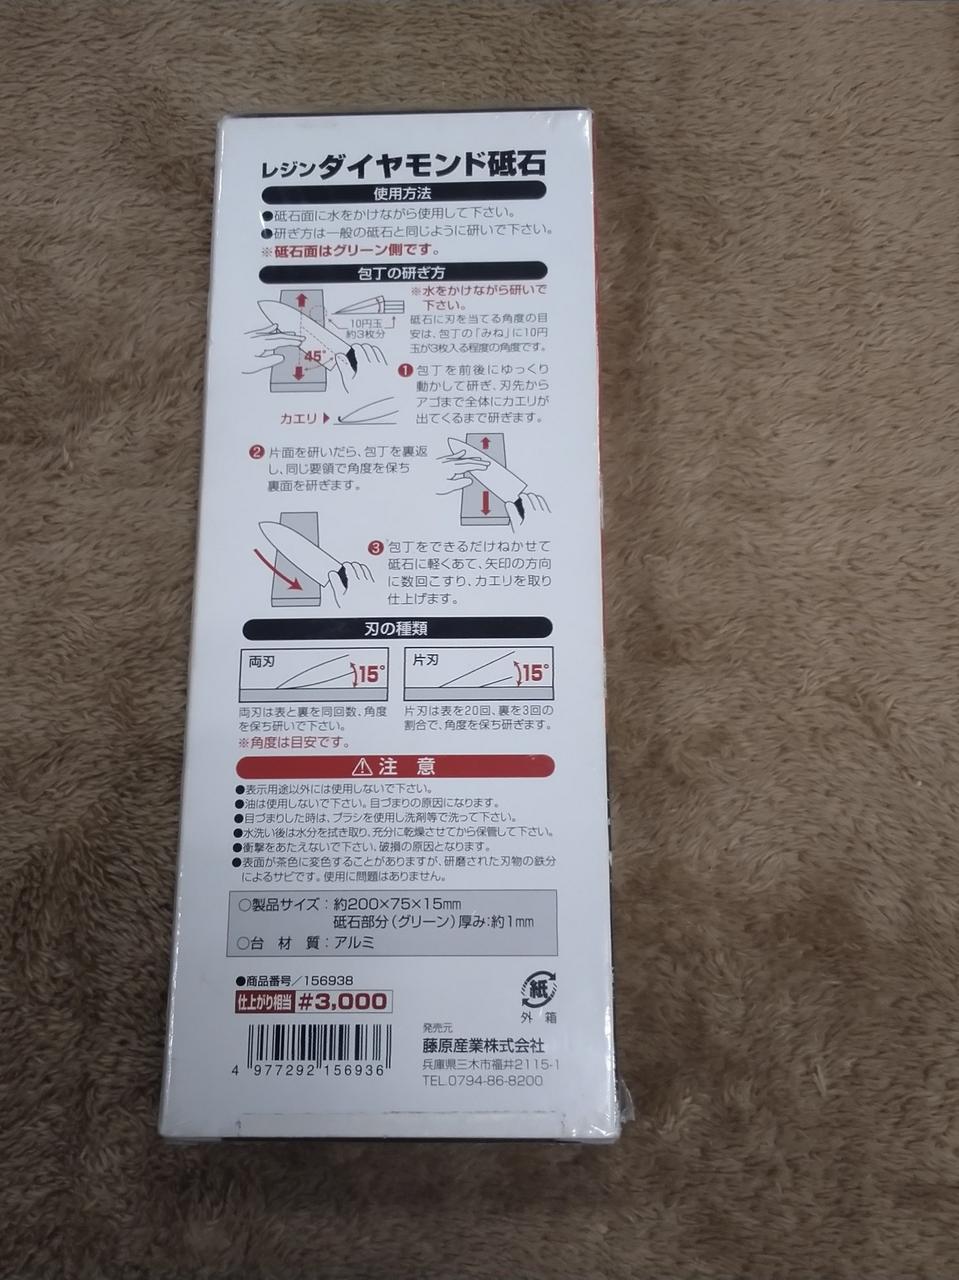 レジンダイヤモンド砥石
使用方法
●砥石面に水をかけながら使用して下さい。
●研ぎ方は一般の砥石と同じように研いで下さい。
※砥石面はグリーン側です。
包丁の研ぎ方
※水をかけながら研いで
下さい。
10円玉
約3枚分
45°
砥石に刃を当てる角度の目
安は、包丁の「みね」に10円
玉が3枚入る程度の角度です。
❶包丁を前後にゆっくり
動かして研ぎ、刃先から
アゴまで全体にカエリが
出てくるまで研ぎます。
カエリ▶
❷片面を研いだら、包丁を裏返
し、同じ要領で角度を保ち
裏面を研ぎます。
❸包丁をできるだけねかせて
砥石に軽くあて、矢印の方向
に数回こすり、カエリを取り
仕上げます。
刃の種類
両刃
15°
片刃
15°
両刃は表と裏を同回数、角度
を保ち研いで下さい。
※角度は目安です。
片刃は表を20回、裏を3回の
割合で、角度を保ち研ぎます。
⚠注 意
●表示用途以外には使用しないで下さい。
●油は使用しないで下さい。目づまりの原因になります。
●目づまりした時は、ブラシを使用し洗剤等で洗って下さい。
●水洗い後は水分を拭き取り、充分に乾燥させてから保管して下さい。
●衝撃をあたえないで下さい。破損の原因となります。
●表面が茶色に変色することがありますが、研磨された刃物の鉄分
によるサビです。使用に問題はありません。
○製品サイズ：約200×75×15mm
砥石部分（グリーン）厚み：約1mm
○台 材 質：アルミ
●商品番号／156938
仕上がり相当 #3,000
紙
外 箱
4 977292 156936
発売元
藤原産業株式会社
兵庫県三木市福井2115-1
TEL.0794-86-8200